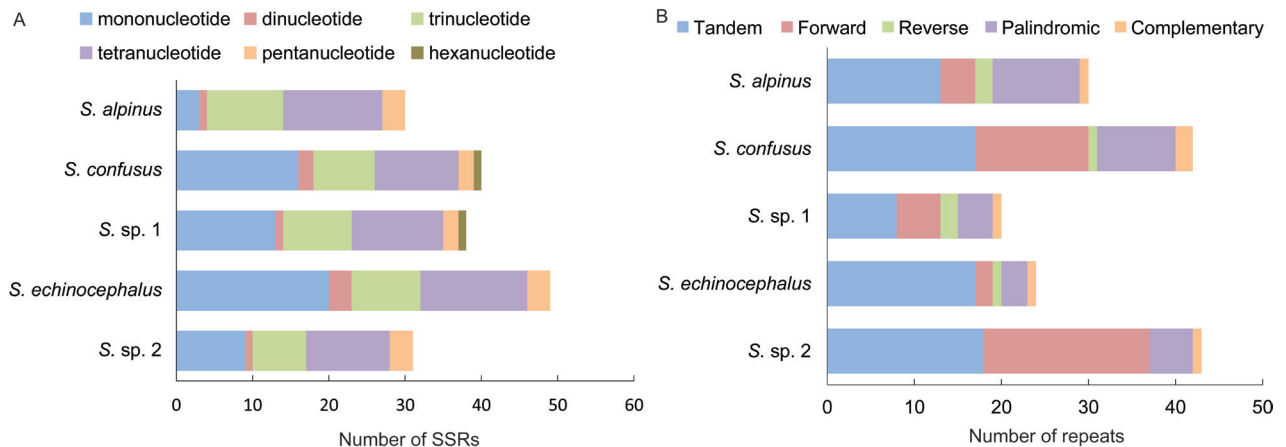 A
mononucleotide dinucleotide trinucleotide
tetranucleotide pentanucleotide hexanucleotide
S. alpinus
S. confusus
S. sp. 1
S. echinocephalus
S. sp. 2
0 10 20 30 40 50 60
Number of SSRs
B
Tandem Forward Reverse Palindromic Complementary
S. alpinus
S. confusus
S. sp. 1
S. echinocephalus
S. sp. 2
0 10 20 30 40 50
Number of repeats